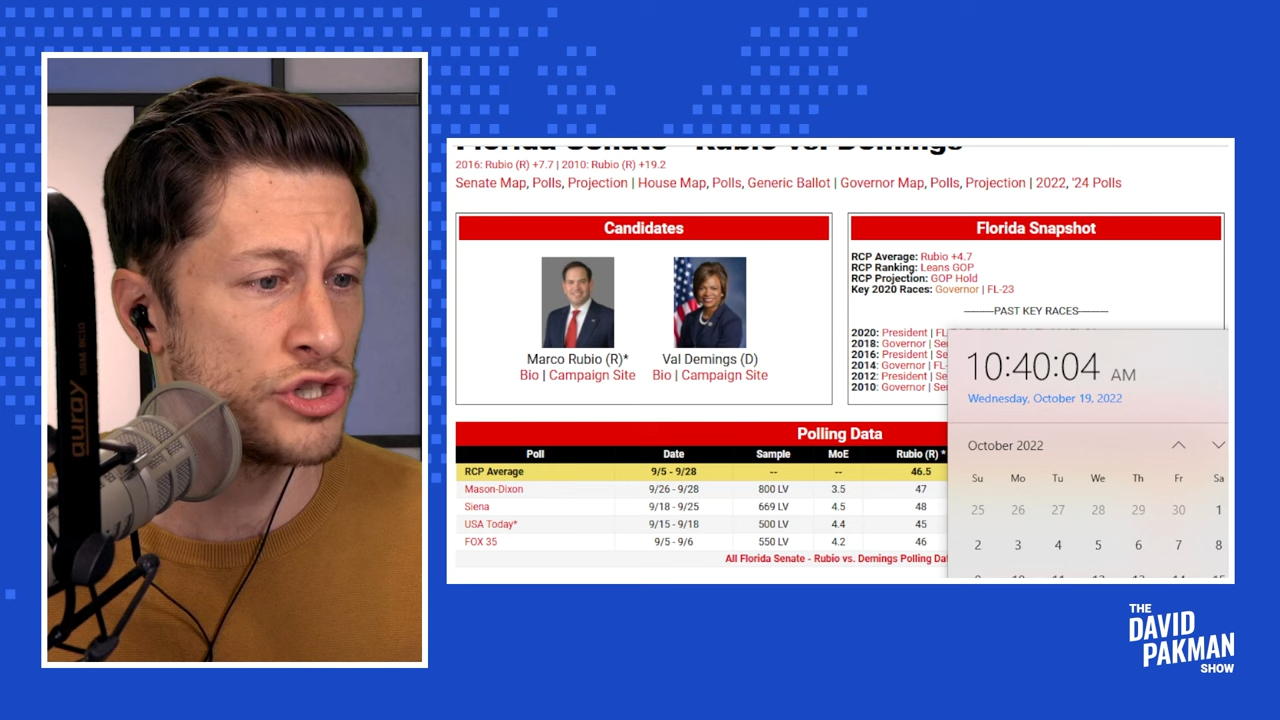 Florida Senate - Rubio vs. Demings
2016: Rubio (R) +7.7 | 2010: Rubio (R) +19.2
Senate Map, Polls, Projection | House Map, Polls, Generic Ballot | Governor Map, Polls, Projection | 2022, '24 Polls
Candidates
Marco Rubio (R)*
Bio | Campaign Site
Val Demings (D)
Bio | Campaign Site
Florida Snapshot
RCP Average: Rubio +4.7
RCP Ranking: Leans GOP
RCP Projection: GOP Hold
Key 2020 Races: Governor | FL-23
----------PAST KEY RACES----------
2020: President |
2018: Governor |
2016: President |
2014: Governor |
2012: President |
2010: Governor |
Polling Data
Poll Date Sample MoE Rubio (R) *
RCP Average 9/5 - 9/28 -- -- 46.5
Mason-Dixon 9/26 - 9/28 800 LV 3.5 47
Siena 9/18 - 9/25 669 LV 4.5 48
USA Today* 9/15 - 9/18 500 LV 4.4 45
FOX 35 9/5 - 9/6 550 LV 4.2 46
All Florida Senate - Rubio vs. Demings Polling
10:40:04 AM
Wednesday, October 19, 2022
October 2022
Su Mo Tu We Th Fr Sa
25 26 27 28 29 30 1
2 3 4 5 6 7 8
auray
THE
DAVID
PAKMAN
SHOW